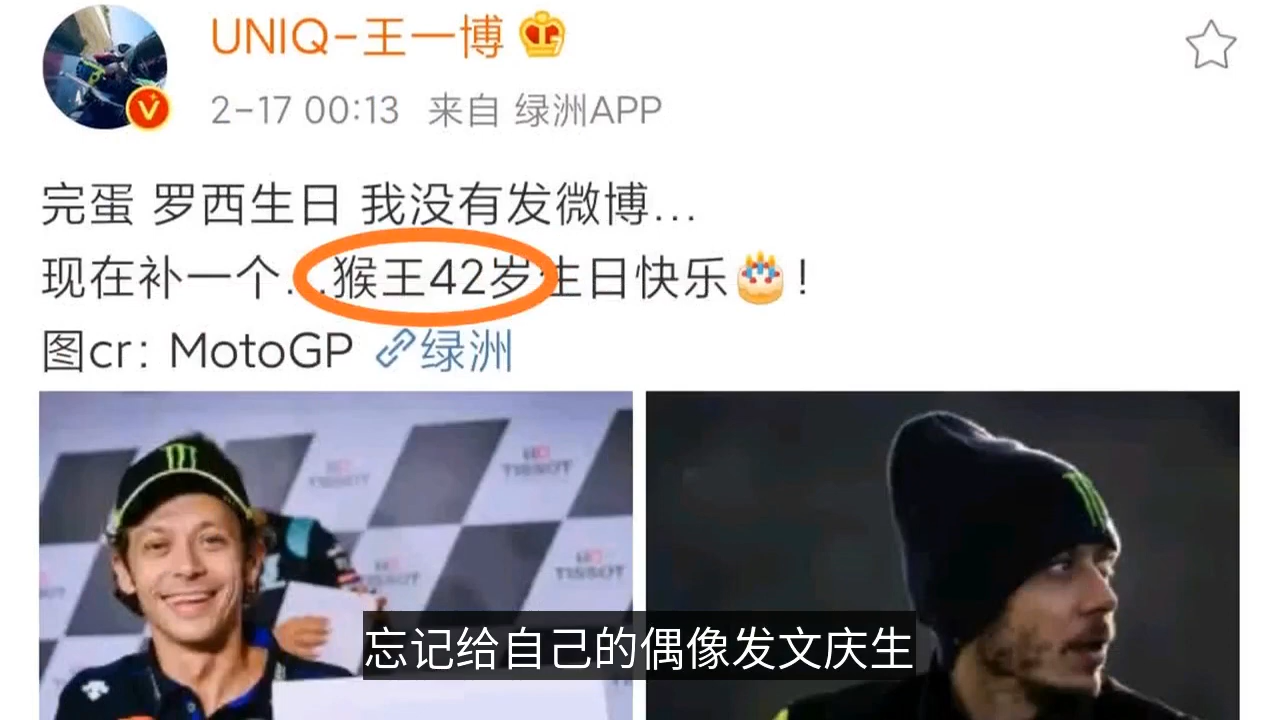 UNIQ-王一博
2-17 00:13 来自 绿洲APP
完蛋 罗西生日 我没有发微博...
现在补一个...猴王42岁生日快乐！
图cr：MotoGP 绿洲
TISSOT
TISSOT
TISSOT
忘记给自己的偶像发文庆生